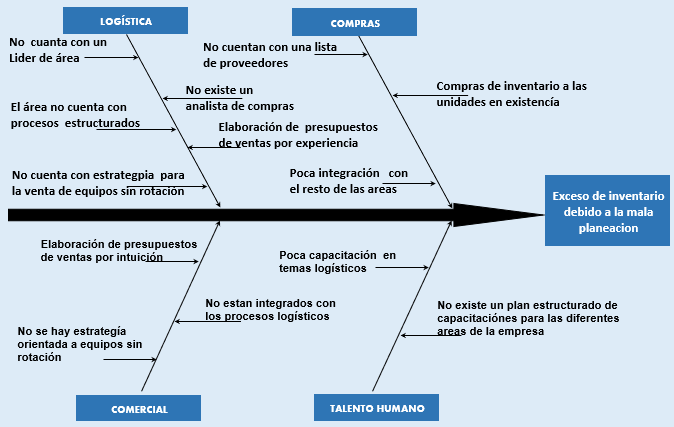 LOGÍSTICA
COMPRAS
No  cuanta con un
Lider de área
No cuentan con una lista
de proveedores
No existe un
analista de compras
Compras de inventario a las
unidades en existencía
El área no cuenta con
procesos  estructurados
Elaboración de presupuestos
de ventas por experiencia
No cuenta con estrategpia  para
la venta de equipos sin rotación
Poca integración  con
el resto de las areas
Exceso de inventario
debido a la mala
planeacion
Elaboración de presupuestos
de ventas por intuición
Poca capacitación  en
temas logísticos
No estan integrados con
los procesos logísticos
No existe un plan estructurado de
capacitaciónes para las diferentes
areas de la empresa
No se hay estrategía
orientada a equipos sin
rotación
COMERCIAL
TALENTO HUMANO